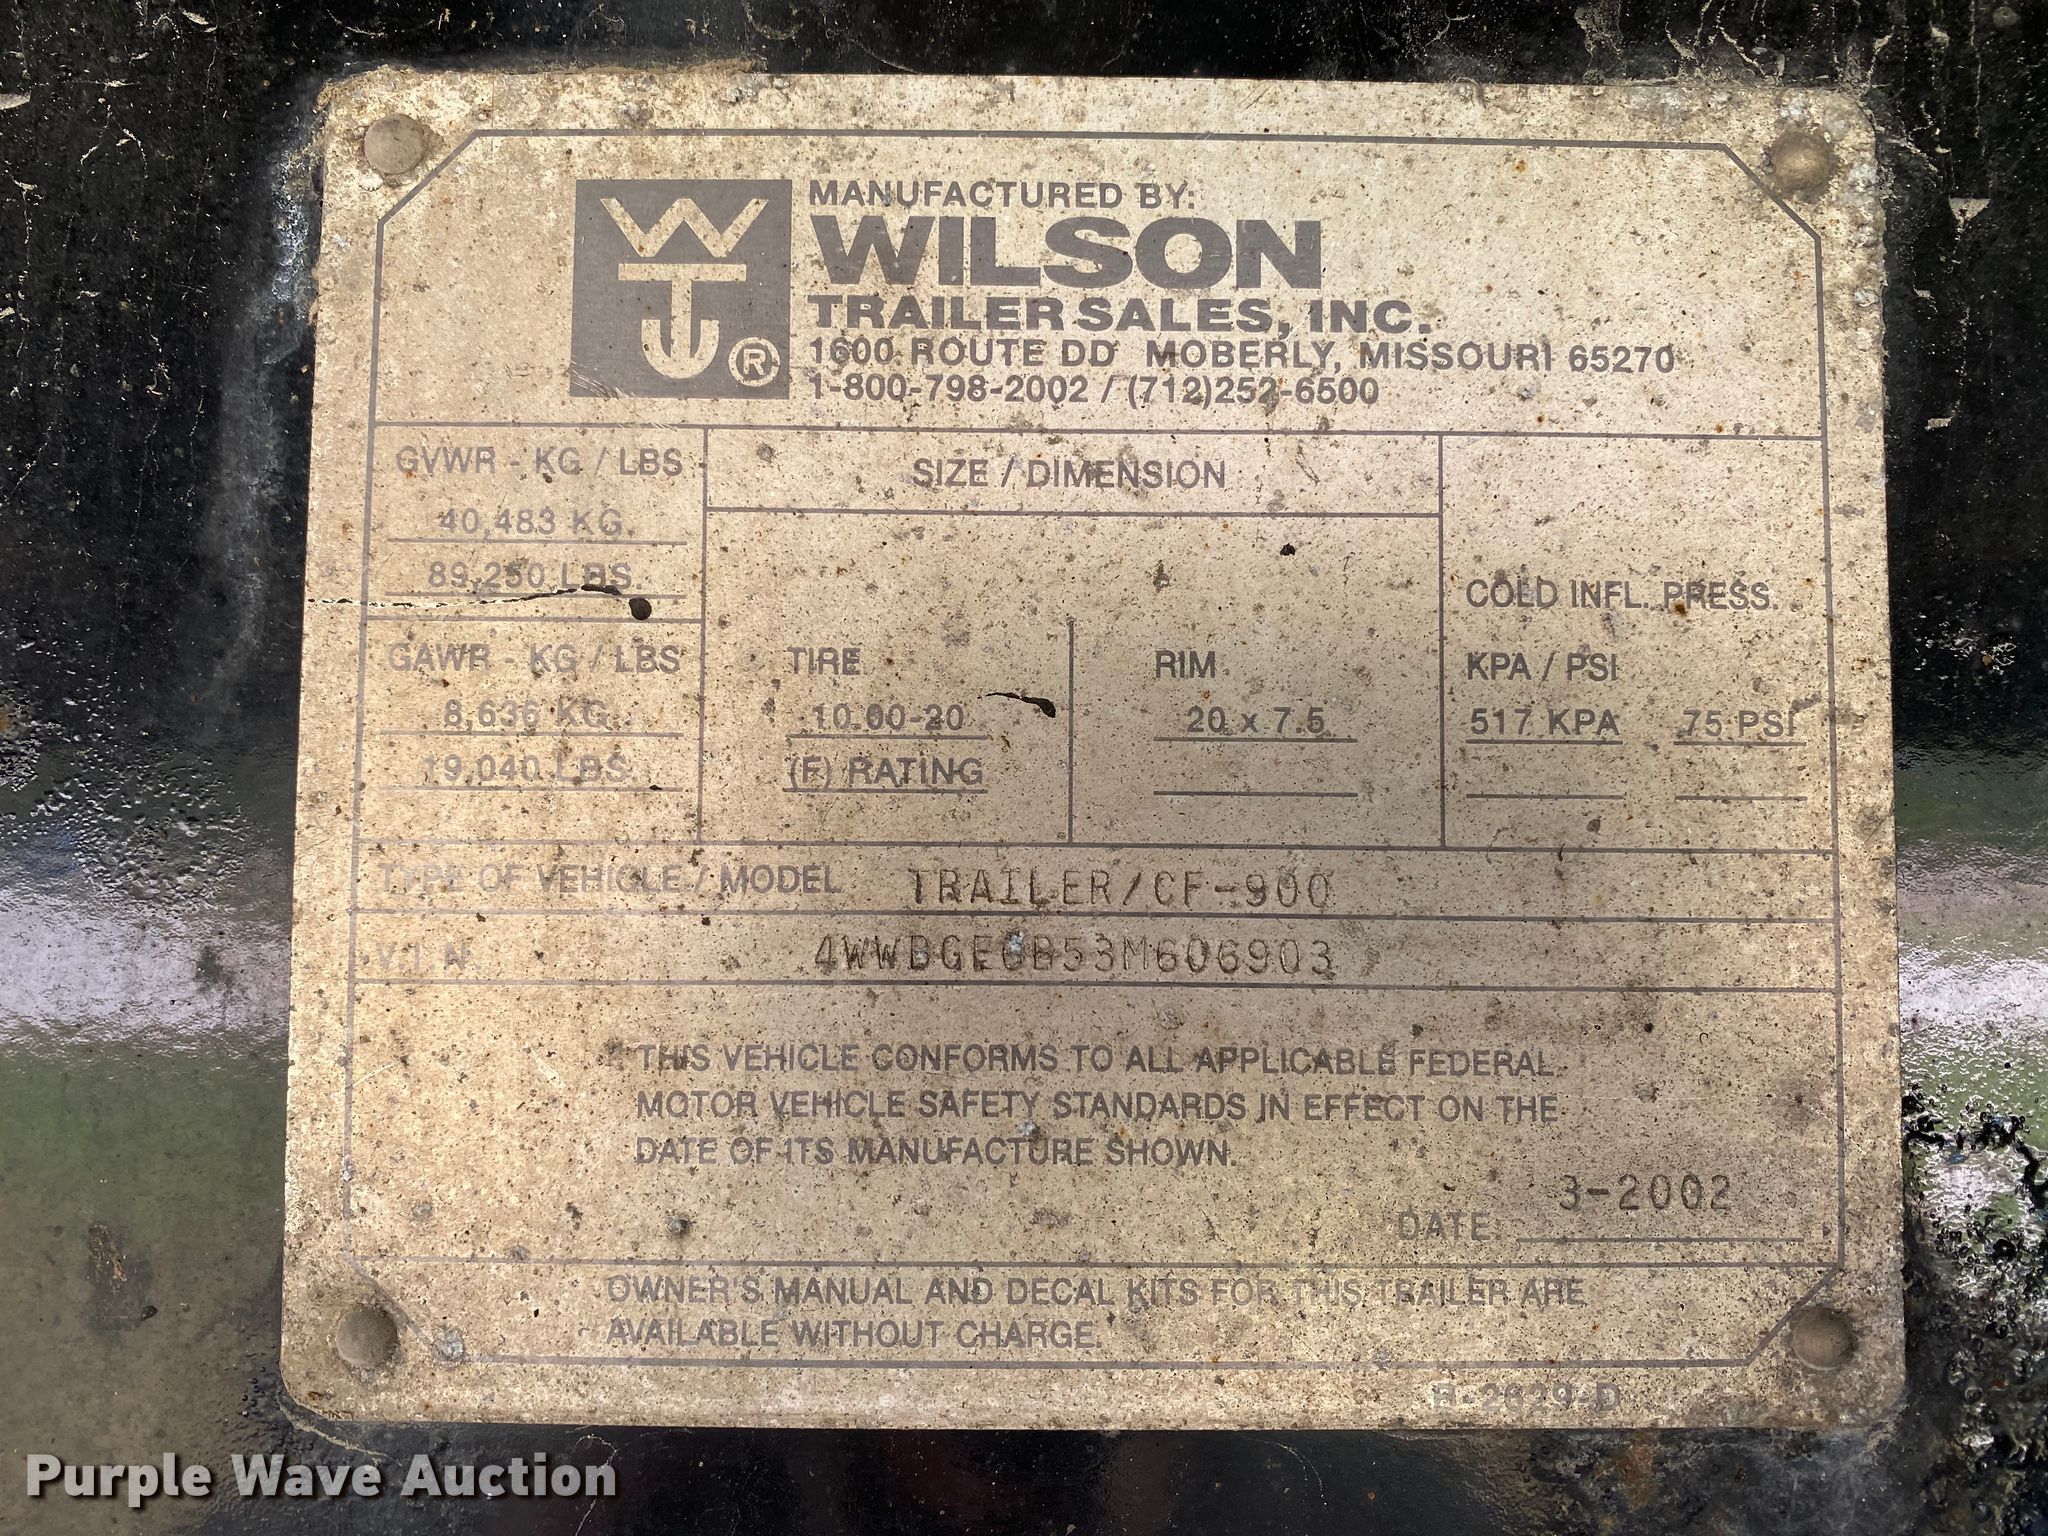 WTJ®
MANUFACTURED BY:
WILSON
TRAILER SALES, INC.
1600 ROUTE DD MOBERLY, MISSOURI 65270
1-800-798-2002 / (712)252-6500
GVWR - KG / LBS
40,483 KG.
89,250 LBS.
GAWR - KG / LBS
8,636 KG.
19,040 LBS.
SIZE / DIMENSION
TIRE
10.00-20
(F) RATING
RIM
20 x 7.5
COLD INFL. PRESS.
KPA / PSI
517 KPA 75 PSI
TYPE OF VEHICLE / MODEL TRAILER/CF-900
V.I.N. 4WWBGE6B53M606903
THIS VEHICLE CONFORMS TO ALL APPLICABLE FEDERAL
MOTOR VEHICLE SAFETY STANDARDS IN EFFECT ON THE
DATE OF ITS MANUFACTURE SHOWN.
DATE: 3-2002
OWNER'S MANUAL AND DECAL KITS FOR THIS TRAILER ARE
AVAILABLE WITHOUT CHARGE.
B-2629-D
Purple Wave Auction